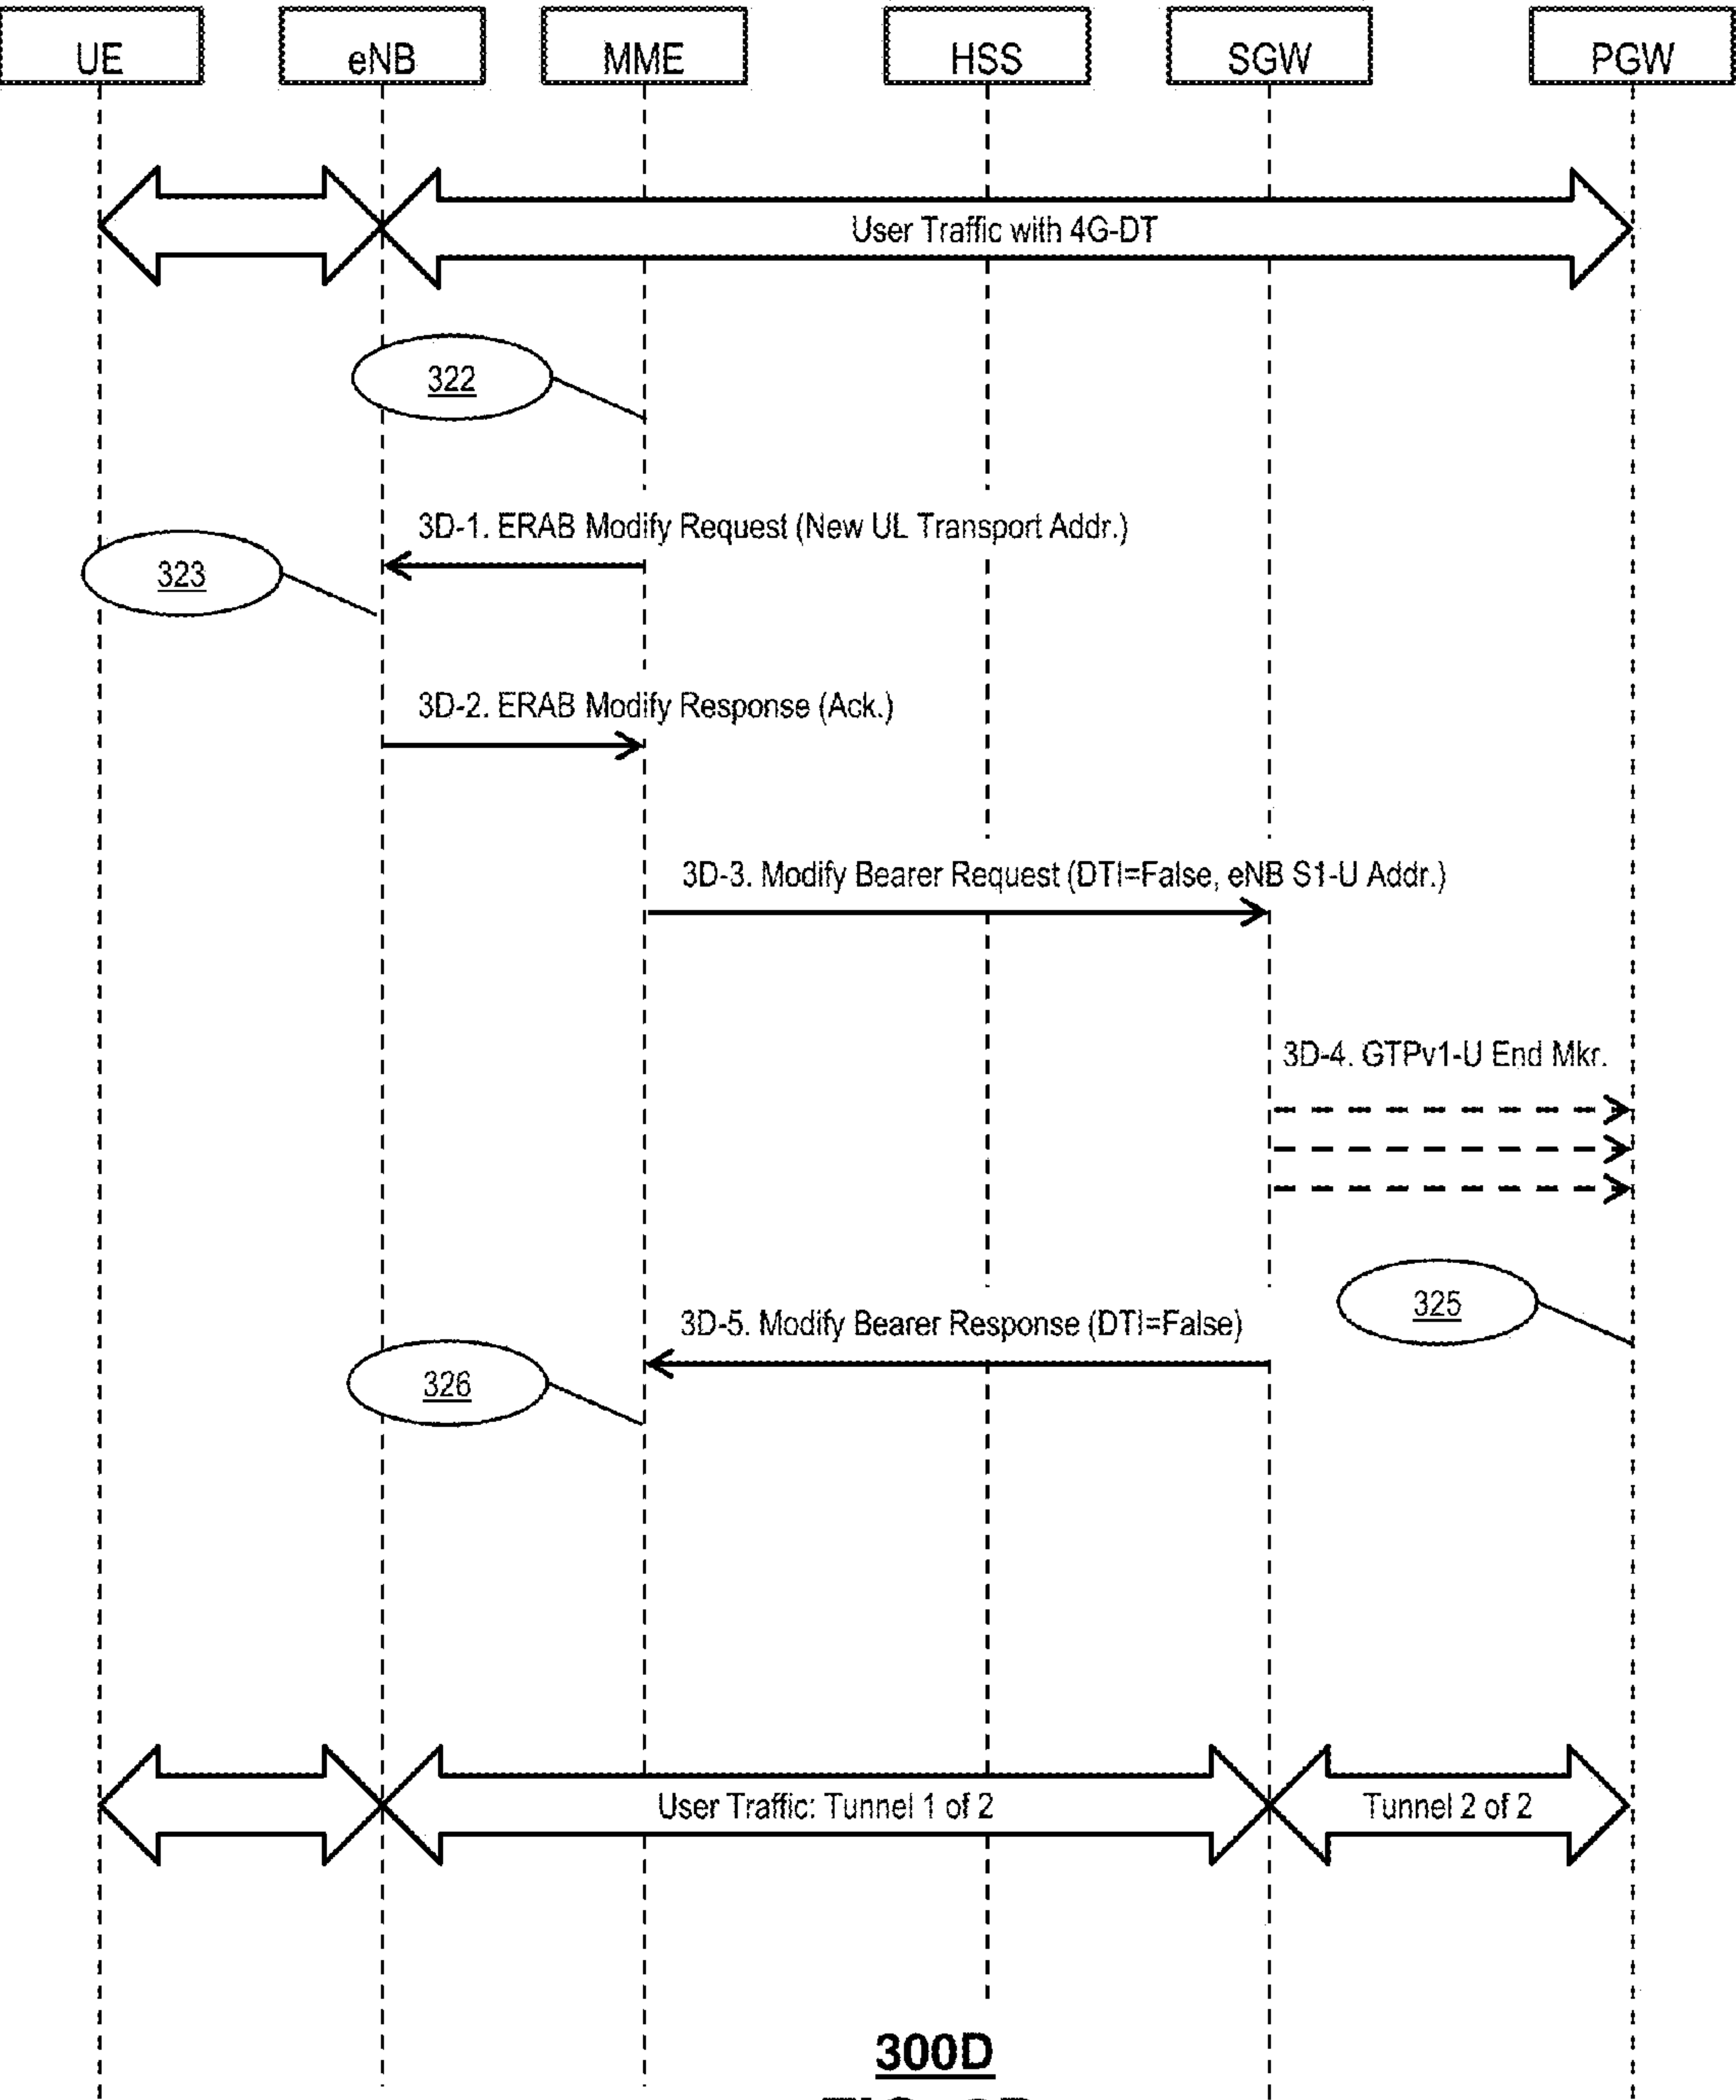 UE
eNB
MME
HSS
SGW
PGW
User Traffic with 4G-DT
322
3D-1. ERAB Modify Request (New UL Transport Addr.)
323
3D-2. ERAB Modify Response (Ack.)
3D-3. Modify Bearer Request (DTI=False, eNB S1-U Addr.)
3D-4. GTPv1-U End Mkr.
325
3D-5. Modify Bearer Response (DTI=False)
326
User Traffic: Tunnel 1 of 2
Tunnel 2 of 2
300D